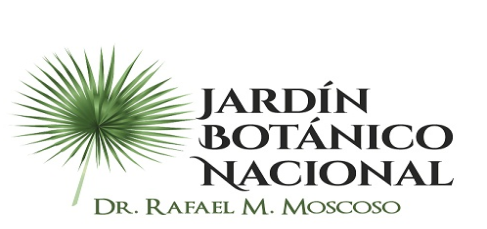 Jardín
Botánico
Nacional
Dr. Rafael M. Moscoso